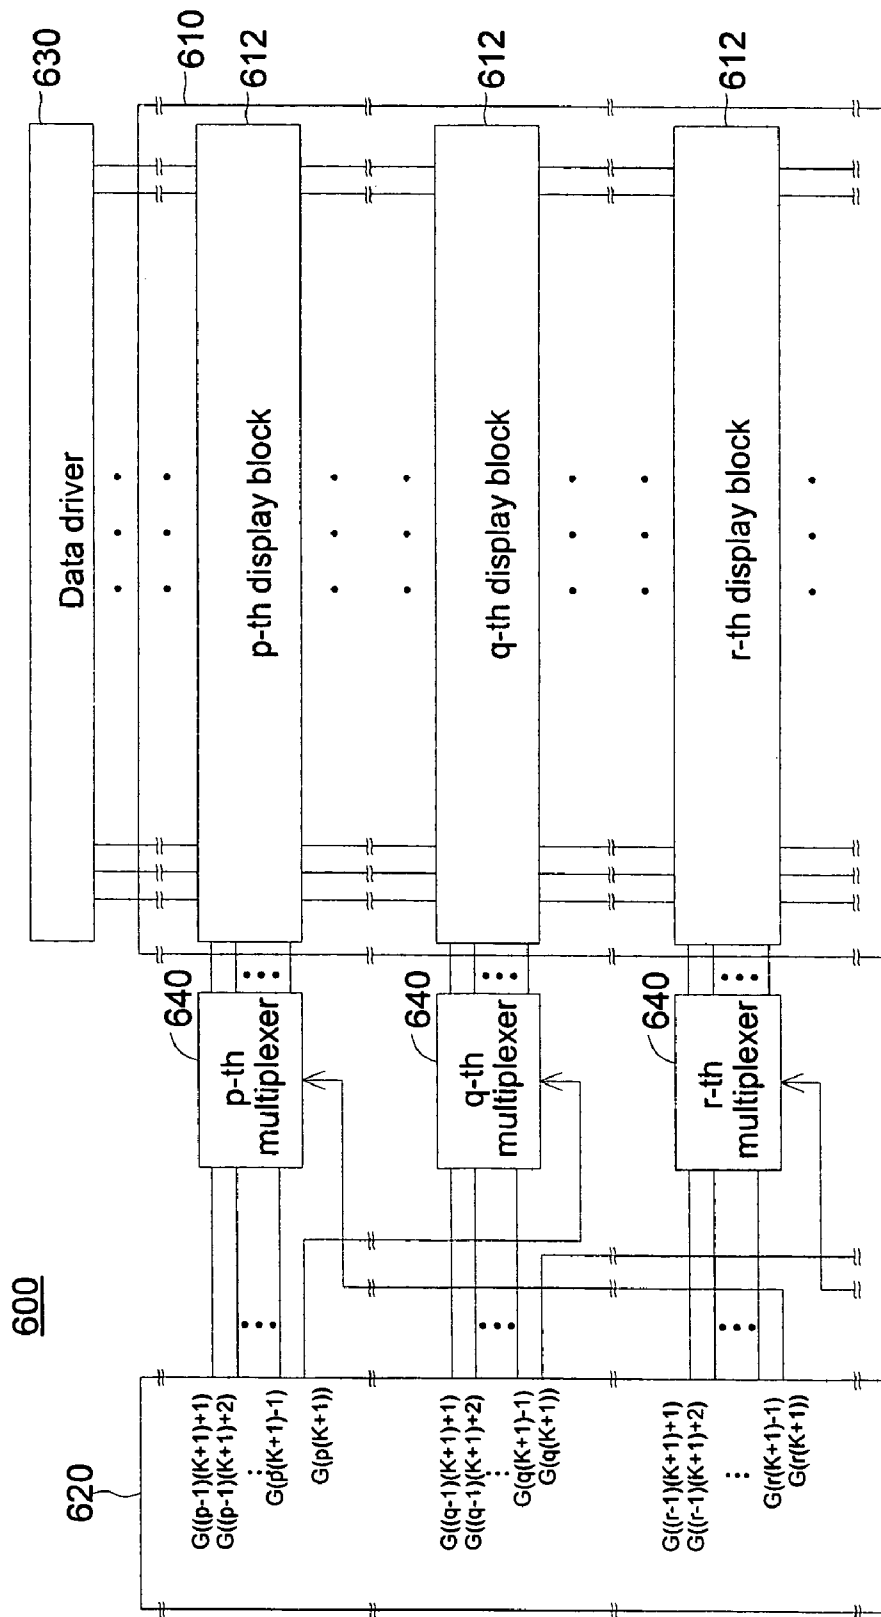 600
630
610
612
612
612
Data driver
p-th display block
q-th display block
r-th display block
640
640
640
p-th
multiplexer
q-th
multiplexer
r-th
multiplexer
620
G((p-1)(K+1)+1)
G((p-1)(K+1)+2)
G(p(K+1)-1)
G(p(K+1))
G((q-1)(K+1)+1)
G((q-1)(K+1)+2)
G(q(K+1)-1)
G(q(K+1))
G((r-1)(K+1)+1)
G((r-1)(K+1)+2)
G(r(K+1)-1)
G(r(K+1))